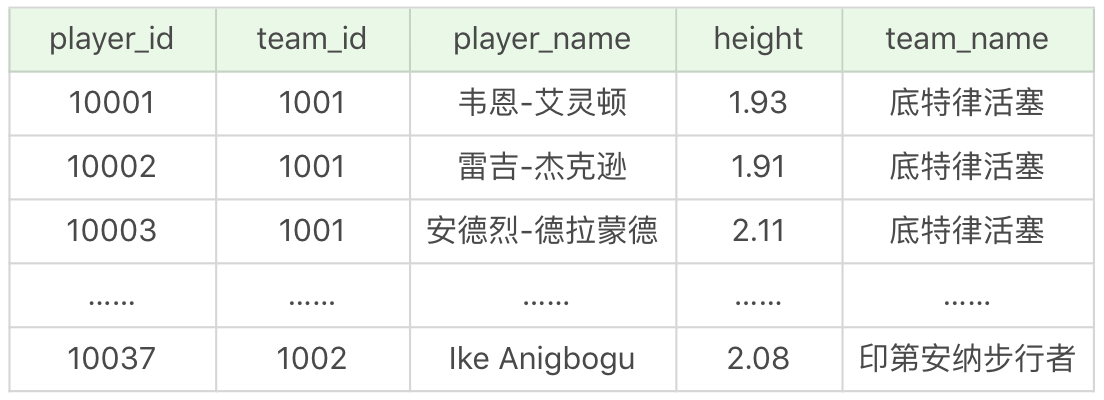 player_id team_id player_name height team_name
10001 1001 韦恩-艾灵顿 1.93 底特律活塞
10002 1001 雷吉-杰克逊 1.91 底特律活塞
10003 1001 安德烈-德拉蒙德 2.11 底特律活塞
…… …… …… …… ……
10037 1002 Ike Anigbogu 2.08 印第安纳步行者